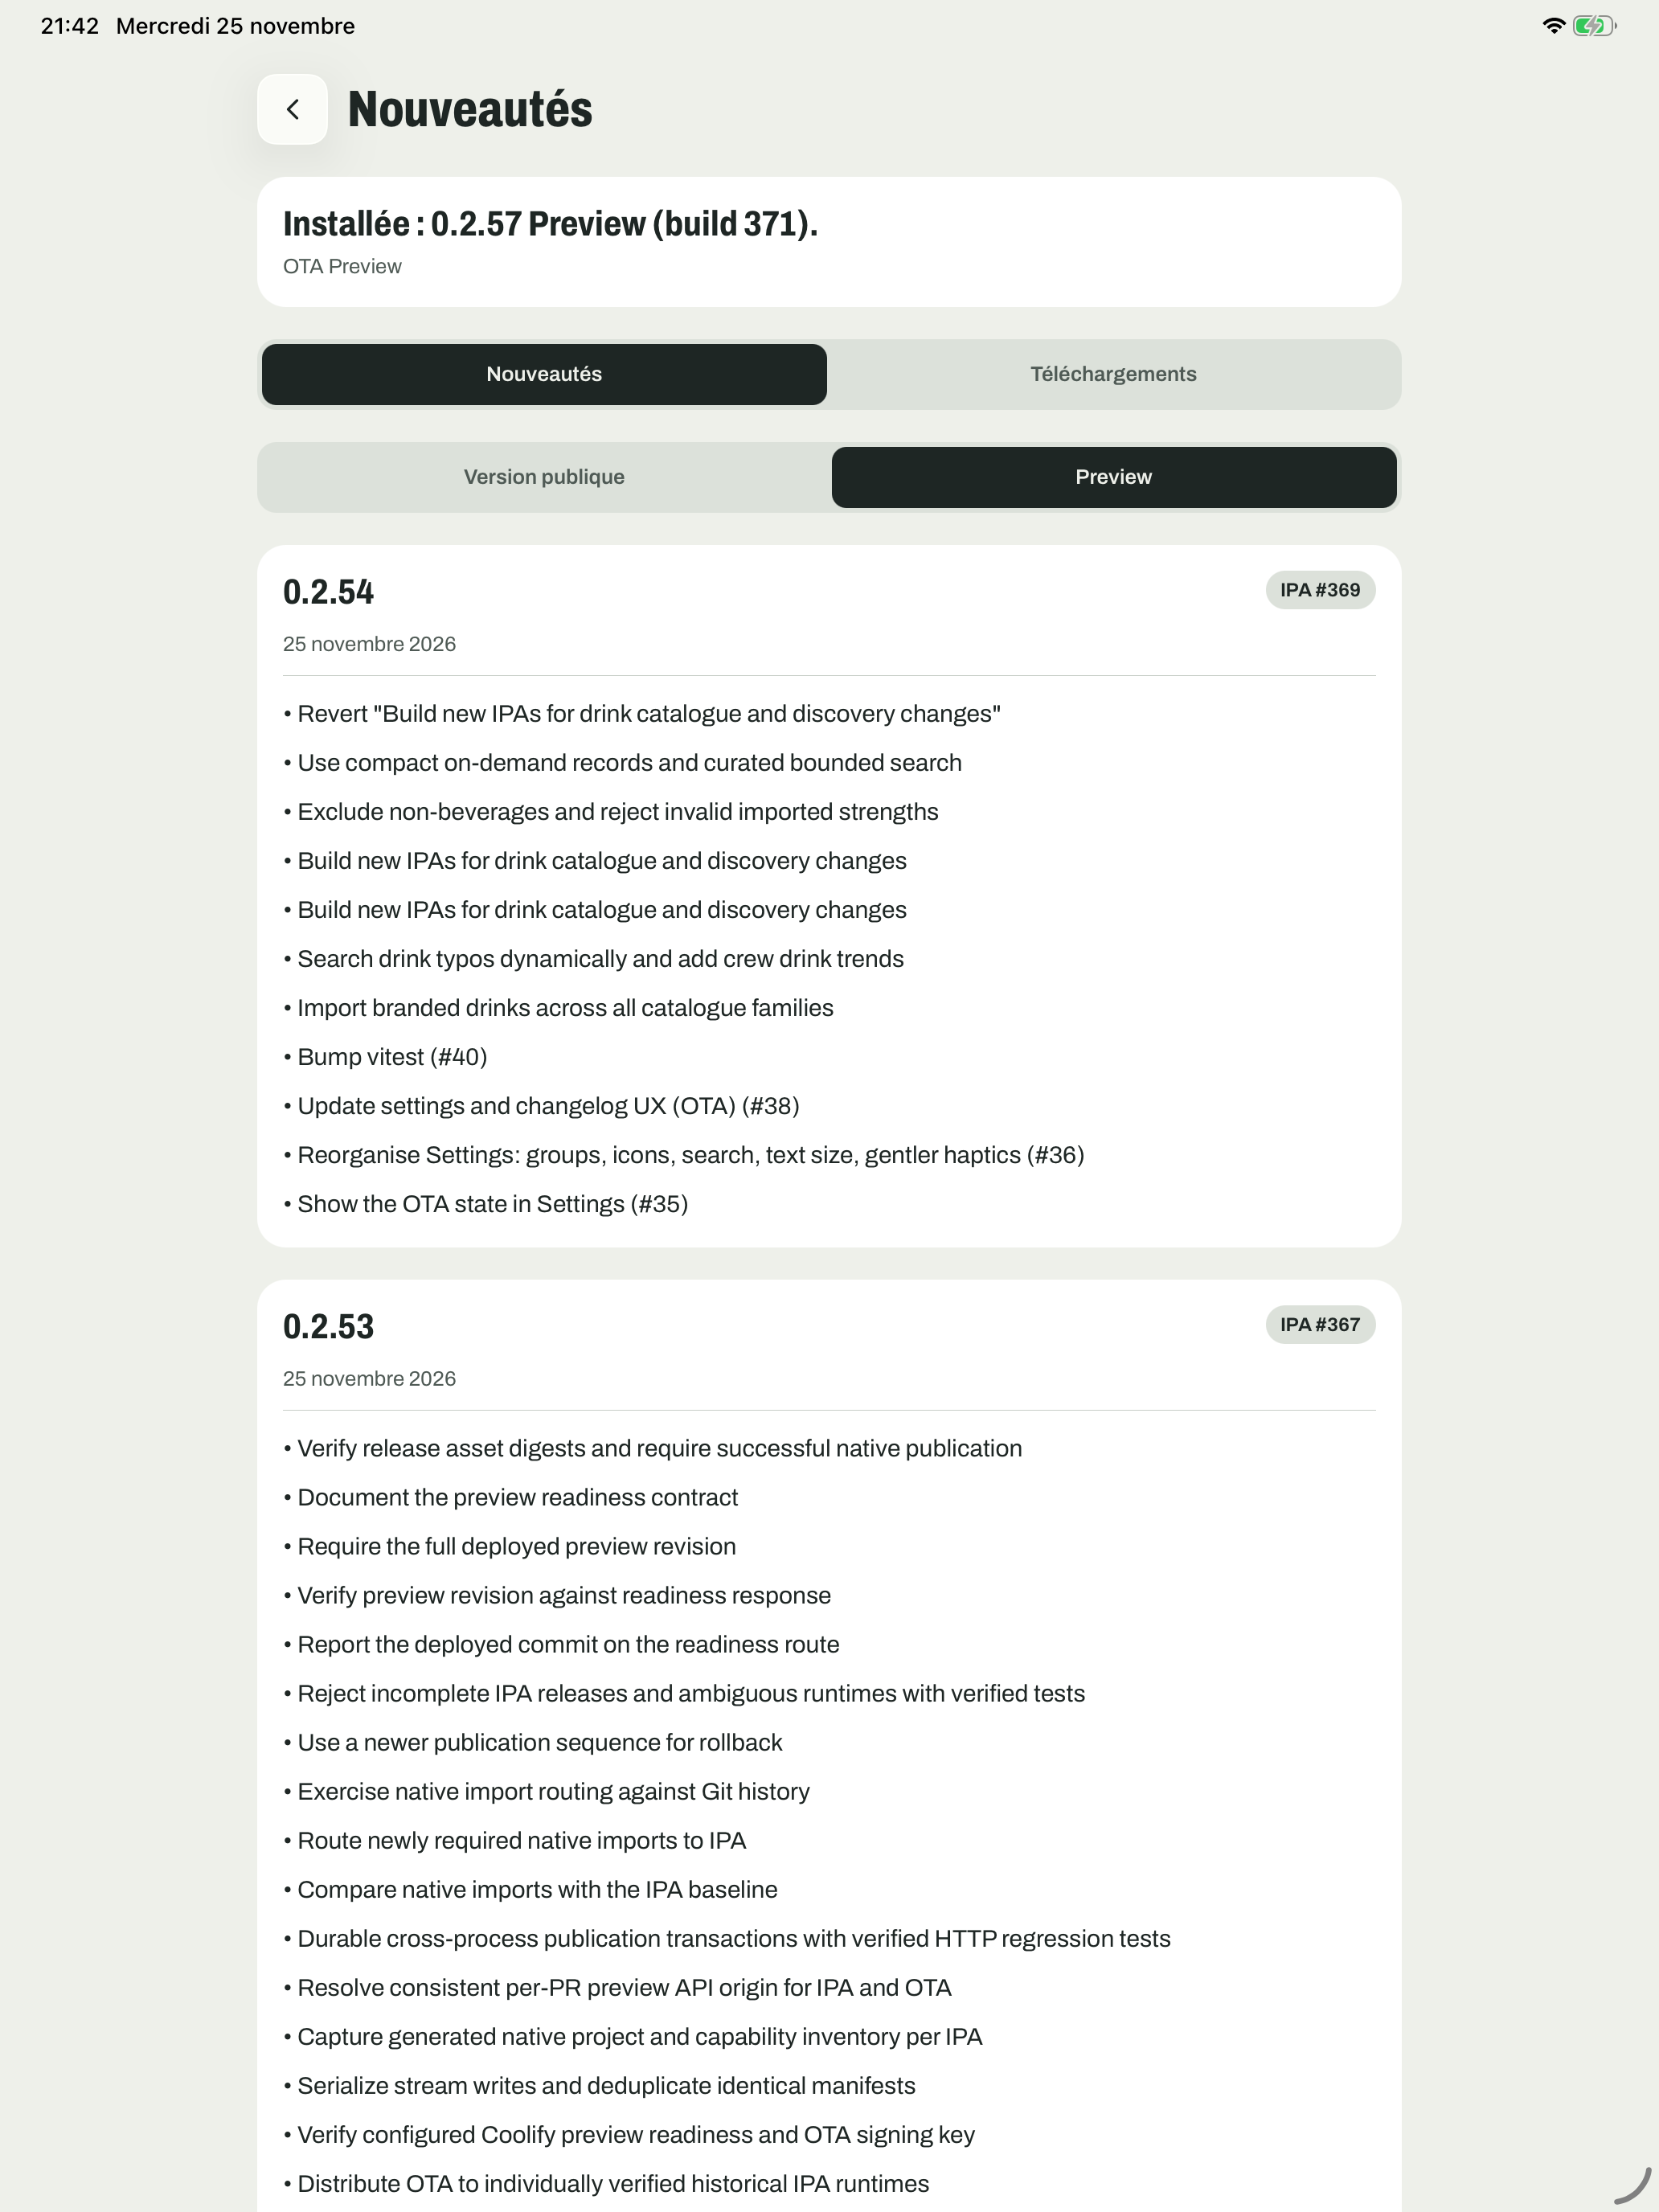 21:42 Mercredi 25 novembre
Nouveautés
Installée : 0.2.57 Preview (build 371).
OTA Preview
Nouveautés
Téléchargements
Version publique
Preview
0.2.54
IPA #369
25 novembre 2026
• Revert "Build new IPAs for drink catalogue and discovery changes"
• Use compact on-demand records and curated bounded search
• Exclude non-beverages and reject invalid imported strengths
• Build new IPAs for drink catalogue and discovery changes
• Build new IPAs for drink catalogue and discovery changes
• Search drink typos dynamically and add crew drink trends
• Import branded drinks across all catalogue families
• Bump vitest (#40)
• Update settings and changelog UX (OTA) (#38)
• Reorganise Settings: groups, icons, search, text size, gentler haptics (#36)
• Show the OTA state in Settings (#35)
0.2.53
IPA #367
25 novembre 2026
• Verify release asset digests and require successful native publication
• Document the preview readiness contract
• Require the full deployed preview revision
• Verify preview revision against readiness response
• Report the deployed commit on the readiness route
• Reject incomplete IPA releases and ambiguous runtimes with verified tests
• Use a newer publication sequence for rollback
• Exercise native import routing against Git history
• Route newly required native imports to IPA
• Compare native imports with the IPA baseline
• Durable cross-process publication transactions with verified HTTP regression tests
• Resolve consistent per-PR preview API origin for IPA and OTA
• Capture generated native project and capability inventory per IPA
• Serialize stream writes and deduplicate identical manifests
• Verify configured Coolify preview readiness and OTA signing key
• Distribute OTA to individually verified historical IPA runtimes